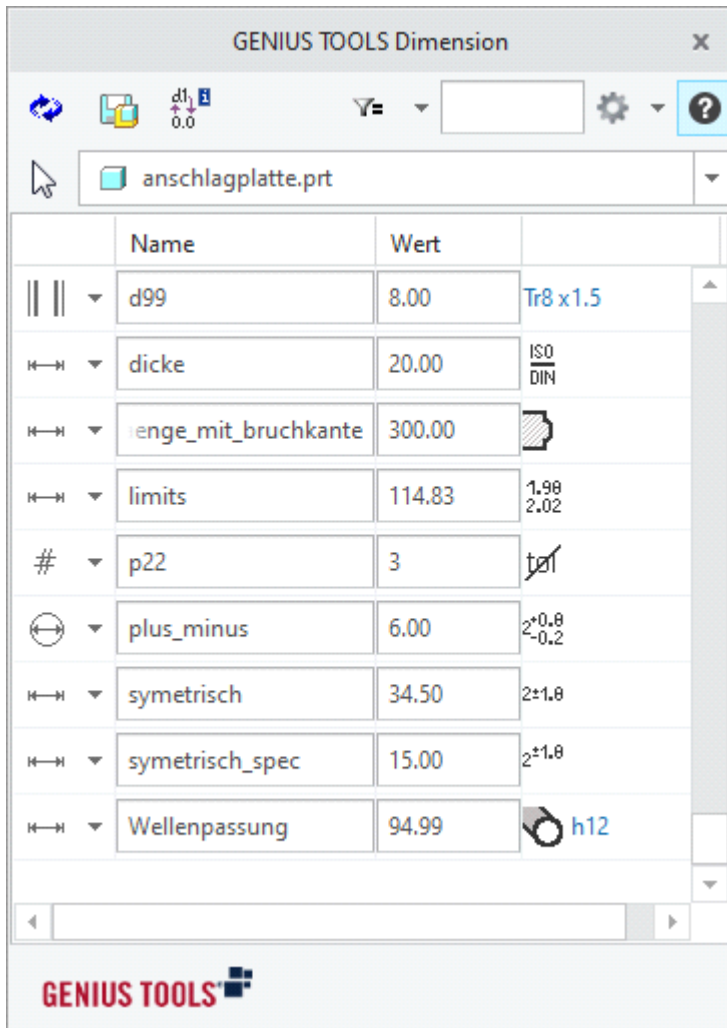 GENIUS TOOLS Dimension
d1
0.0
anschlagplatte.prt
Name Wert
d99 8.00 Tr8 x1.5
dicke 20.00 ISO DIN
enge_mit_bruchkante 300.00
limits 114.83 1.98 2.02
# p22 3 tol
plus_minus 6.00 2+0.8 -0.2
symetrisch 34.50 2±1.8
symetrisch_spec 15.00 2±1.8
Wellenpassung 94.99 h12
GENIUS TOOLS